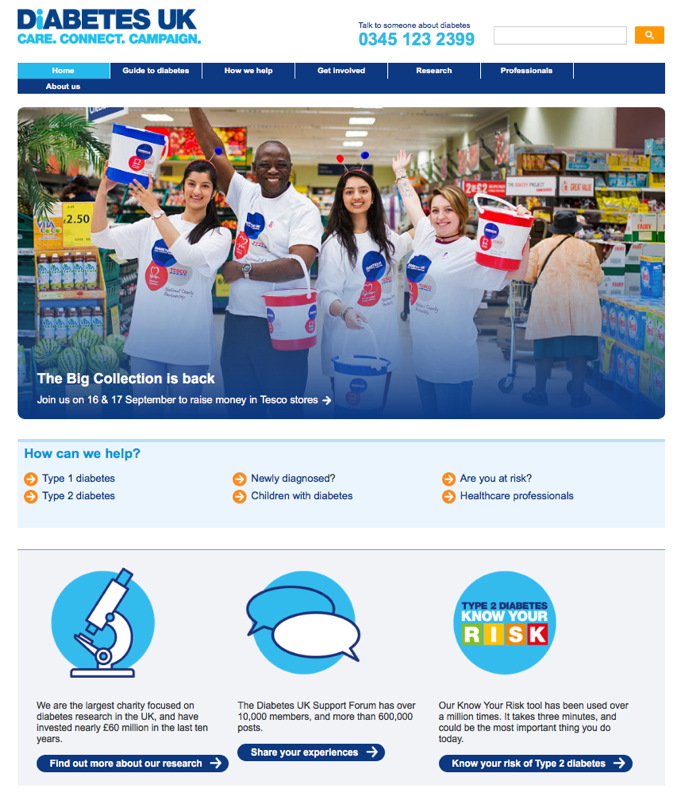 DiABETES UK
CARE. CONNECT. CAMPAIGN.
Talk to someone about diabetes
0345 123 2399
Home
Guide to diabetes
How we help
Get involved
Research
Professionals
About us
£2.50
TESCO
GREAT VALUE
FAIRY
The Big Collection is back
Join us on 16 & 17 September to raise money in Tesco stores
How can we help?
Type 1 diabetes
Newly diagnosed?
Are you at risk?
Type 2 diabetes
Children with diabetes
Healthcare professionals
TYPE 2 DIABETES
KNOW YOUR
RISK
We are the largest charity focused on
diabetes research in the UK, and have
invested nearly £60 million in the last ten
years.
Find out more about our research
The Diabetes UK Support Forum has over
10,000 members, and more than 600,000
posts.
Share your experiences
Our Know Your Risk tool has been used over
a million times. It takes three minutes, and
could be the most important thing you do
today.
Know your risk of Type 2 diabetes